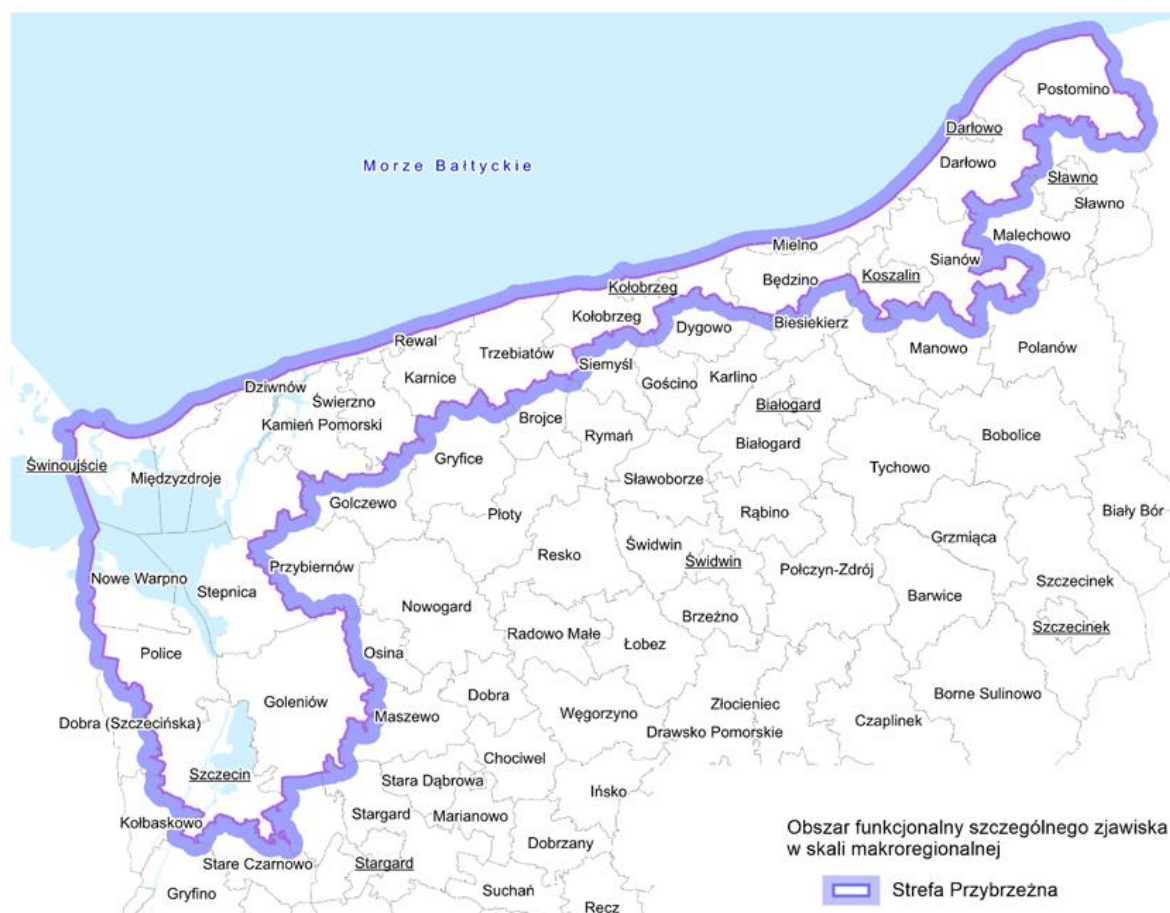 Postomino
Darłowo
Darłowo
Morze Bałtyckie
Sławno
Sławno
Malechowo
Mielno
Sianów
Koszalin
Będzino
Kołobrzeg
Kołobrzeg
Biesiekierz
Dygowo
Rewal
Trzebiatów
Manowo
Polanów
Siemyśl
Karnice
Gościno
Karlino
Dziwnów
Świerzno
Białogard
Brojce
Kamień Pomorski
Rymań
Białogard
Bobolice
Gryfice
Świnoujście
Międzyzdroje
Tychowo
Sławoborze
Golczewo
Rąbino
Płoty
Biały Bór
Grzmiąca
Świdwin
Resko
Świdwin
Przybiernów
Połczyn-Zdrój
Nowe Warpno
Stepnica
Szczecinek
Nowogard
Barwice
Brzeżno
Szczecinek
Radowo Małe
Łobez
Police
Osina
Goleniów
Dobra
Borne Sulinowo
Złocieniec
Węgorzyno
Maszewo
Dobra (Szczecińska)
Czaplinek
Drawsko Pomorskie
Chociwel
Szczecin
Stara Dąbrowa
Ińsko
Stargard
Marianowo
Kołbaskowo
Dobrzany
Stare Czarnowo
Stargard
Gryfino
Suchań
Recz
Obszar funkcjonalny szczególnego zjawiska
w skali makroregionalnej
Strefa Przybrzeżna